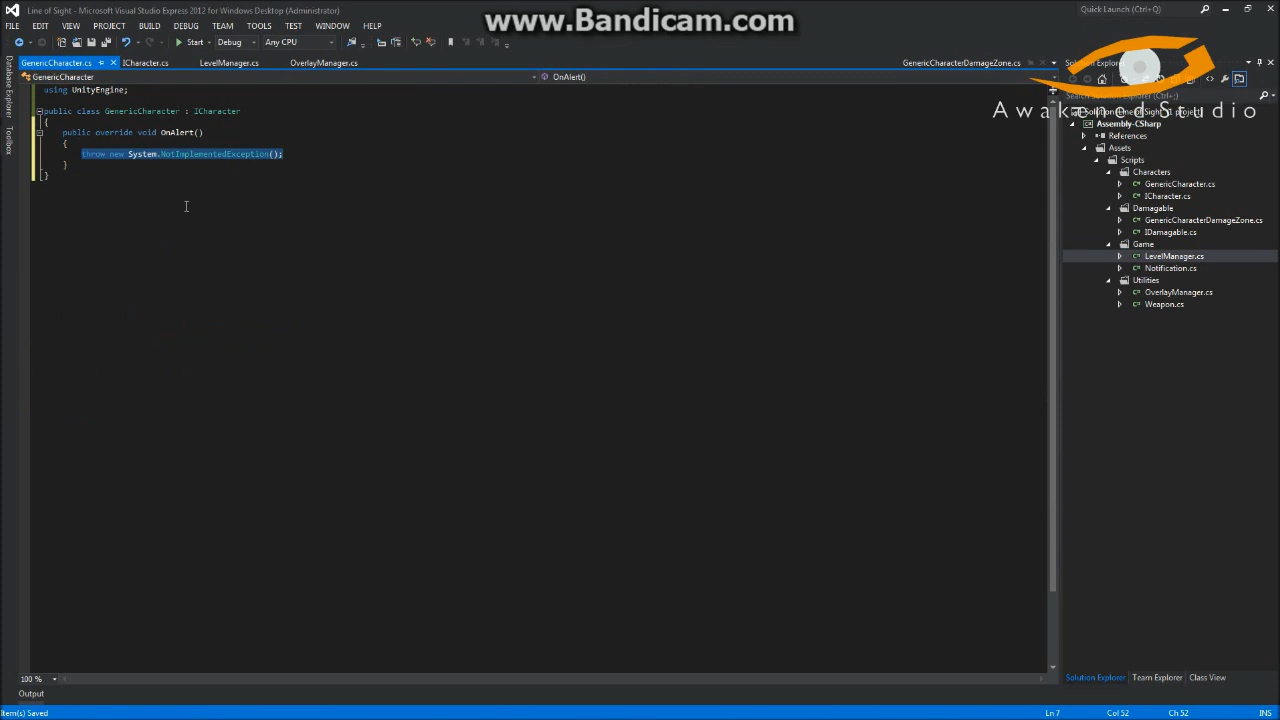 Line of Sight - Microsoft Visual Studio Express 2012 for Windows Desktop (Administrator)
www.Bandicam.com
Quick Launch (Ctrl+Q)
FILE EDIT VIEW PROJECT BUILD DEBUG TEAM TOOLS TEST WINDOW HELP
Start Debug Any CPU
GenericCharacter.cs ICharacter.cs LevelManager.cs OverlayManager.cs GenericCharacterDamageZone.cs
Solution Explorer
GenericCharacter OnAlert()
Awakened Studio
Database Explorer
Toolbox
using UnityEngine;
public class GenericCharacter : ICharacter
{
public override void OnAlert()
{
throw new System.NotImplementedException();
}
}
Assembly-CSharp
References
Assets
Scripts
Characters
GenericCharacter.cs
ICharacter.cs
Damagable
GenericCharacterDamageZone.cs
IDamagable.cs
Game
LevelManager.cs
Notification.cs
Utilities
OverlayManager.cs
Weapon.cs
100 %
Solution Explorer Team Explorer Class View
Output
Item(s) Saved Ln 7 Col 52 Ch 52 INS